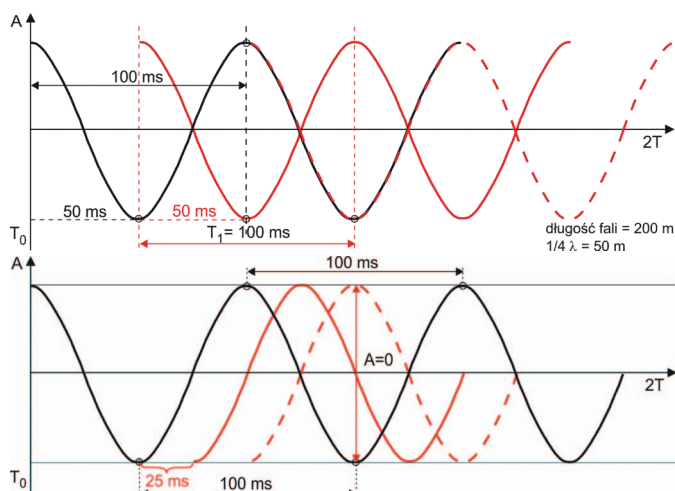 A
100 ms
2T
50 ms
50 ms
T₀
T₁= 100 ms
długość fali = 200 m
1/4 λ = 50 m
A
100 ms
A=0
2T
T₀
25 ms
100 ms